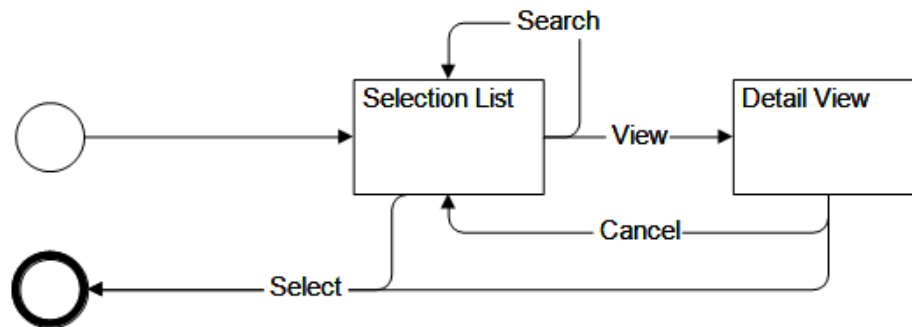 Search
Selection List
Detail View
View
Cancel
Select